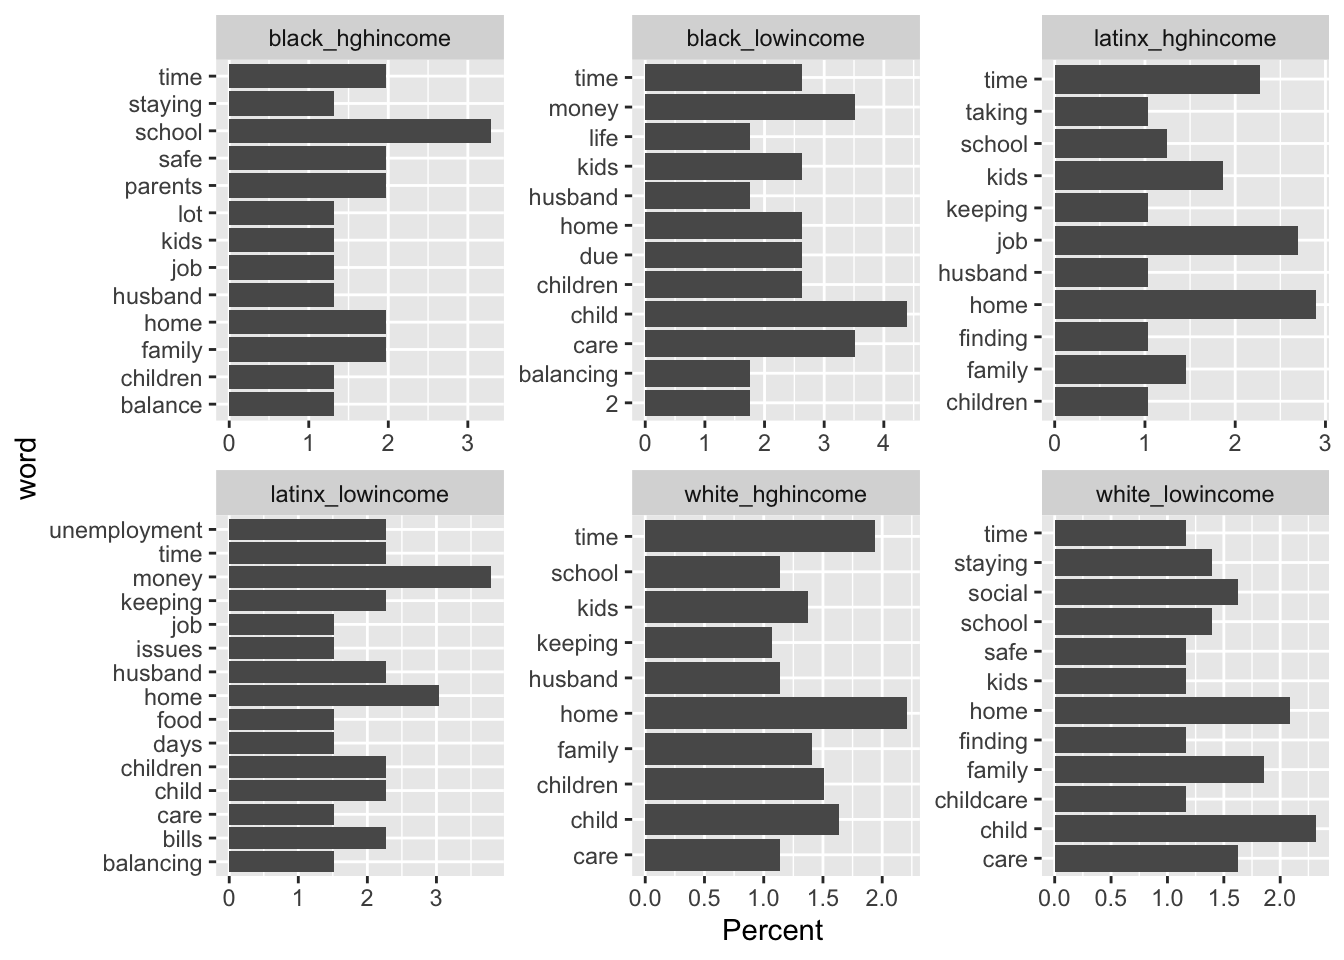 word
black_hghincome
time
staying
school
safe
parents
lot
kids
job
husband
home
family
children
balance
0 1 2 3
black_lowincome
time
money
life
kids
husband
home
due
children
child
care
balancing
2
0 1 2 3 4
latinx_hghincome
time
taking
school
kids
keeping
job
husband
home
finding
family
children
0 1 2 3
latinx_lowincome
unemployment
time
money
keeping
job
issues
husband
home
food
days
children
child
care
bills
balancing
0 1 2 3
white_hghincome
time
school
kids
keeping
husband
home
family
children
child
care
0.0 0.5 1.0 1.5 2.0
white_lowincome
time
staying
social
school
safe
kids
home
finding
family
childcare
child
care
0.0 0.5 1.0 1.5 2.0
Percent